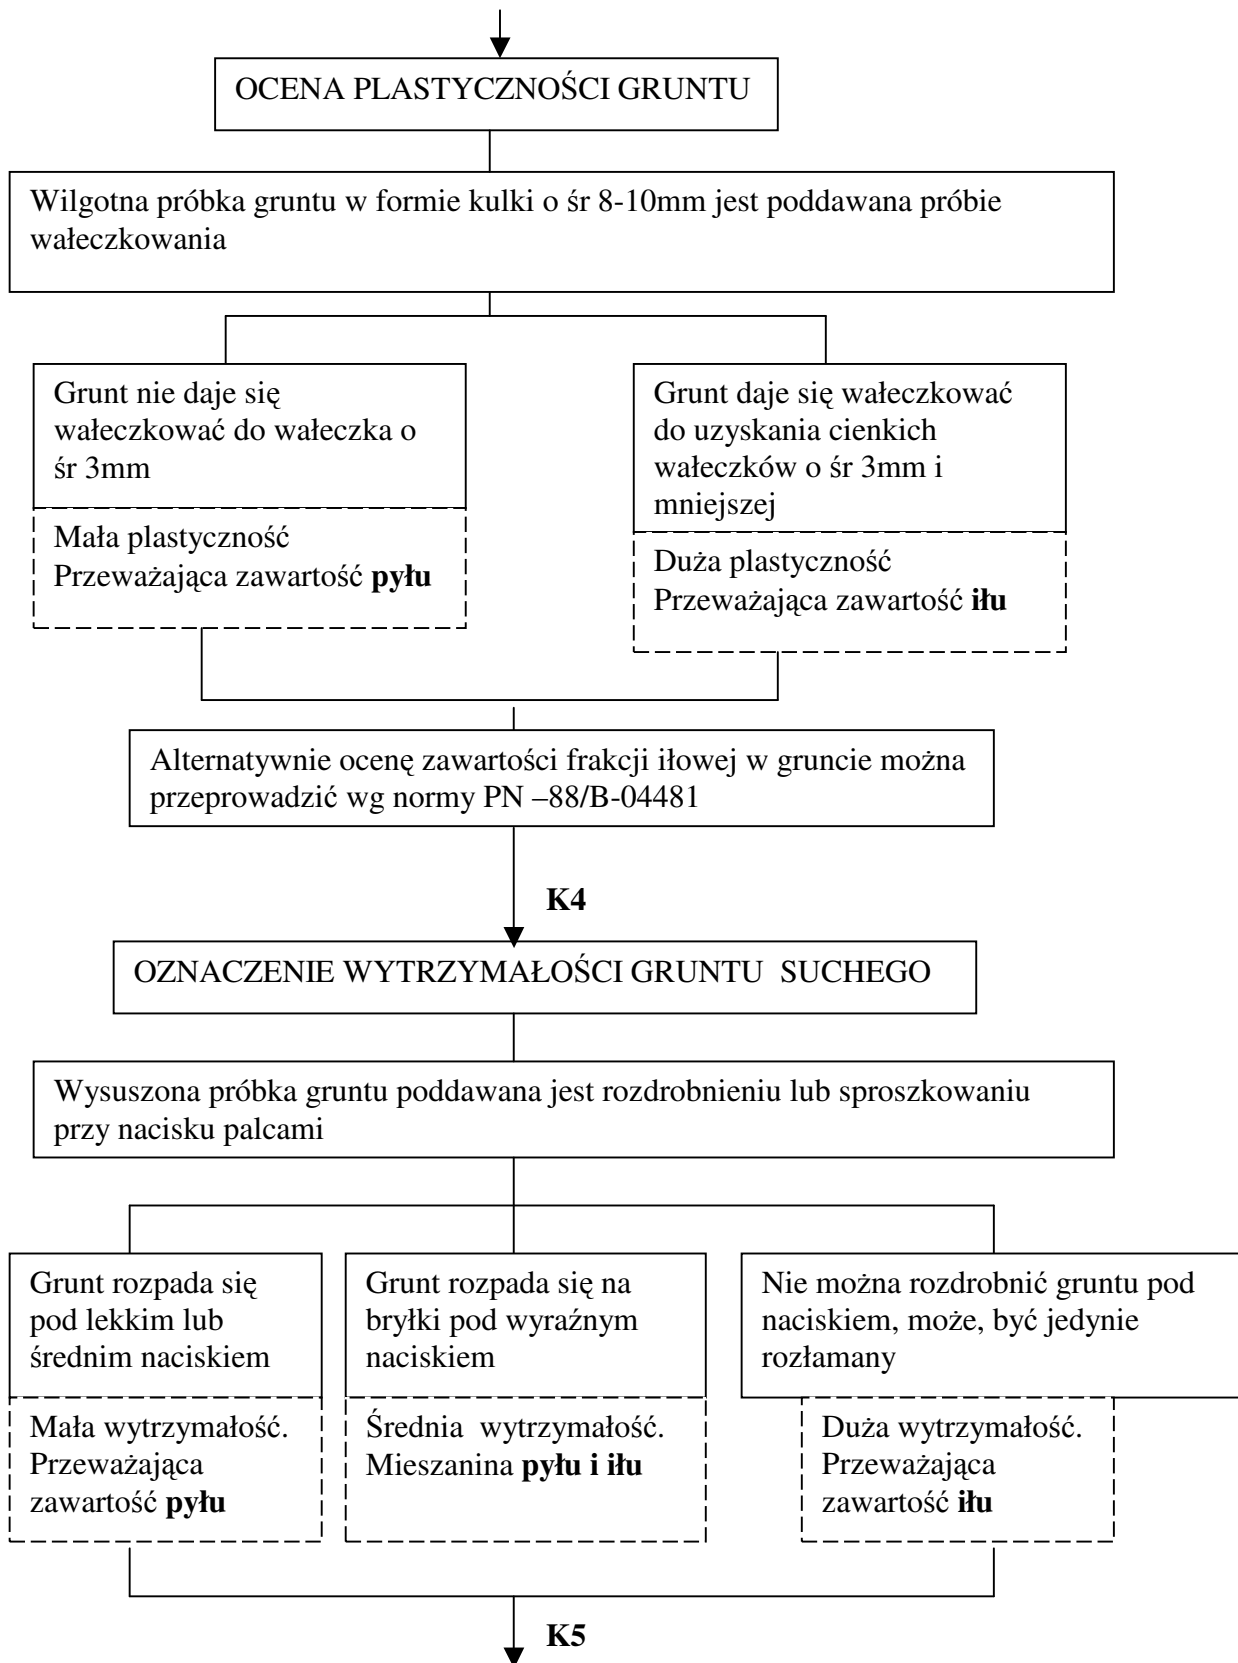 OCENA PLASTYCZNOŚCI GRUNTU
Wilgotna próbka gruntu w formie kulki o śr 8-10mm jest poddawana próbie
wałeczkowania
Grunt nie daje się
wałeczkować do wałeczka o
śr 3mm
Mała plastyczność
Przeważająca zawartość pyłu
Grunt daje się wałeczkować
do uzyskania cienkich
wałeczków o śr 3mm i
mniejszej
Duża plastyczność
Przeważająca zawartość iłu
Alternatywnie ocenę zawartości frakcji iłowej w gruncie można
przeprowadzić wg normy PN –88/B-04481
K4
OZNACZENIE WYTRZYMAŁOŚCI GRUNTU SUCHEGO
Wysuszona próbka gruntu poddawana jest rozdrobnieniu lub sproszkowaniu
przy nacisku palcami
Grunt rozpada się
pod lekkim lub
średnim naciskiem
Mała wytrzymałość.
Przeważająca
zawartość pyłu
Grunt rozpada się na
bryłki pod wyraźnym
naciskiem
Średnia wytrzymałość.
Mieszanina pyłu i iłu
Nie można rozdrobnić gruntu pod
naciskiem, może, być jedynie
rozłamany
Duża wytrzymałość.
Przeważająca
zawartość iłu
K5